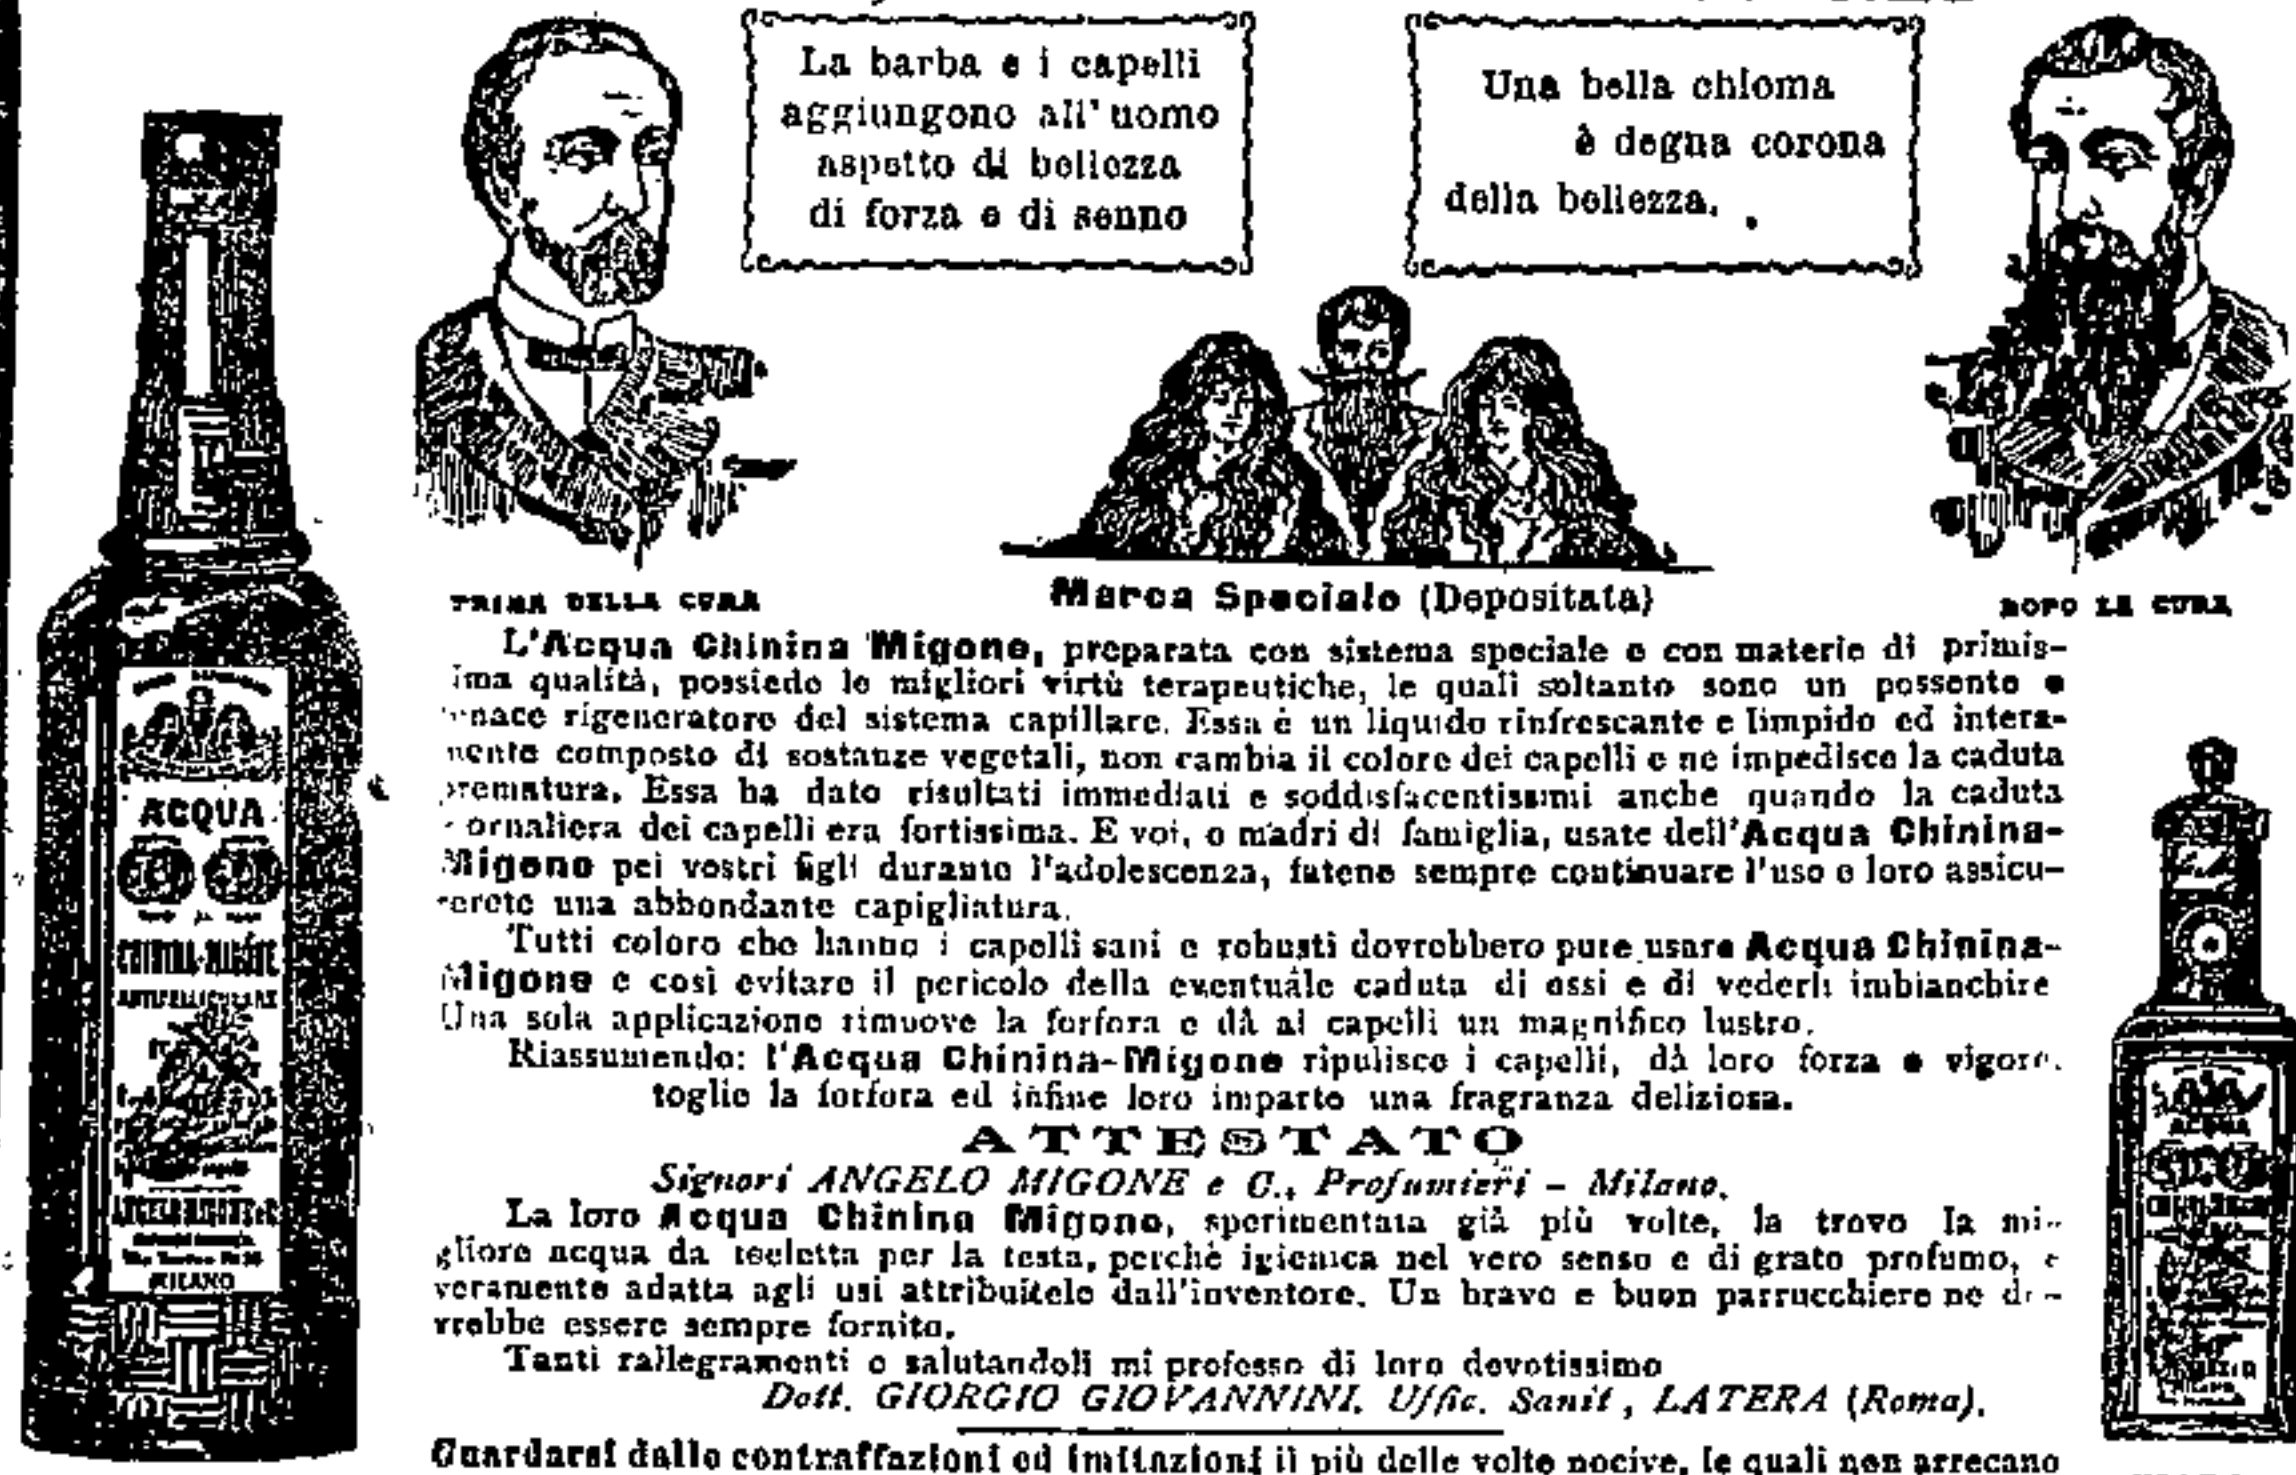 La barba e i capelli
aggiungono all'uomo
aspetto di bellezza
di forza e di senno
Una bella chioma
è degna corona
della bellezza.
PRIMA DELLA CURA
Marca Speciale (Depositata)
DOPO LA CURA
L'Acqua Chinina Migone, preparata con sistema speciale e con materie di primis-
ima qualità, possiede le migliori virtù terapeutiche, le quali soltanto sono un possente e
enace rigeneratore del sistema capillare. Essa è un liquido rinfrescante e limpido ed intera-
mente composto di sostanze vegetali, non cambia il colore dei capelli e ne impedisce la caduta
prematura. Essa ha dato risultati immediati e soddisfacentissimi anche quando la caduta
ornaliera dei capelli era fortissima. E voi, o madri di famiglia, usate dell'Acqua Chinina-
Migone pei vostri figli durante l'adolescenza, fatene sempre continuare l'uso e loro assicu-
rerete una abbondante capigliatura.
Tutti coloro che hanno i capelli sani e robusti dovrebbero pure usare Acqua Chinina-
Migone e così evitare il pericolo della eventuale caduta di essi e di vederli imbianchire
Una sola applicazione rimuove la forfora e dà ai capelli un magnifico lustro.
Riassumendo: l'Acqua Chinina-Migone ripulisce i capelli, dà loro forza e vigore,
toglie la forfora ed infine loro imparte una fragranza deliziosa.
ATTESTATO
Signori ANGELO MIGONE e C., Profumieri - Milano.
La loro Acqua Chinina Migone, sperimentata già più volte, la trovo la mi-
gliore acqua da toeletta per la testa, perchè igienica nel vero senso e di grato profumo, e
veramente adatta agli usi attribuitele dall'inventore. Un bravo e buon parrucchiere ne do-
vrebbe essere sempre fornito.
Tanti rallegramenti e salutandoli mi professo di loro devotissimo
Dott. GIORGIO GIOVANNINI, Uffic. Sanit, LATERA (Roma).
Guardarsi dalle contraffazioni ed imitazioni il più delle volte nocive, le quali non arrecano
ACQUA
CHININA-MIGONE
ANTIPELLICOLARE
ANGELO MIGONE & C.
MILANO
ACQUA